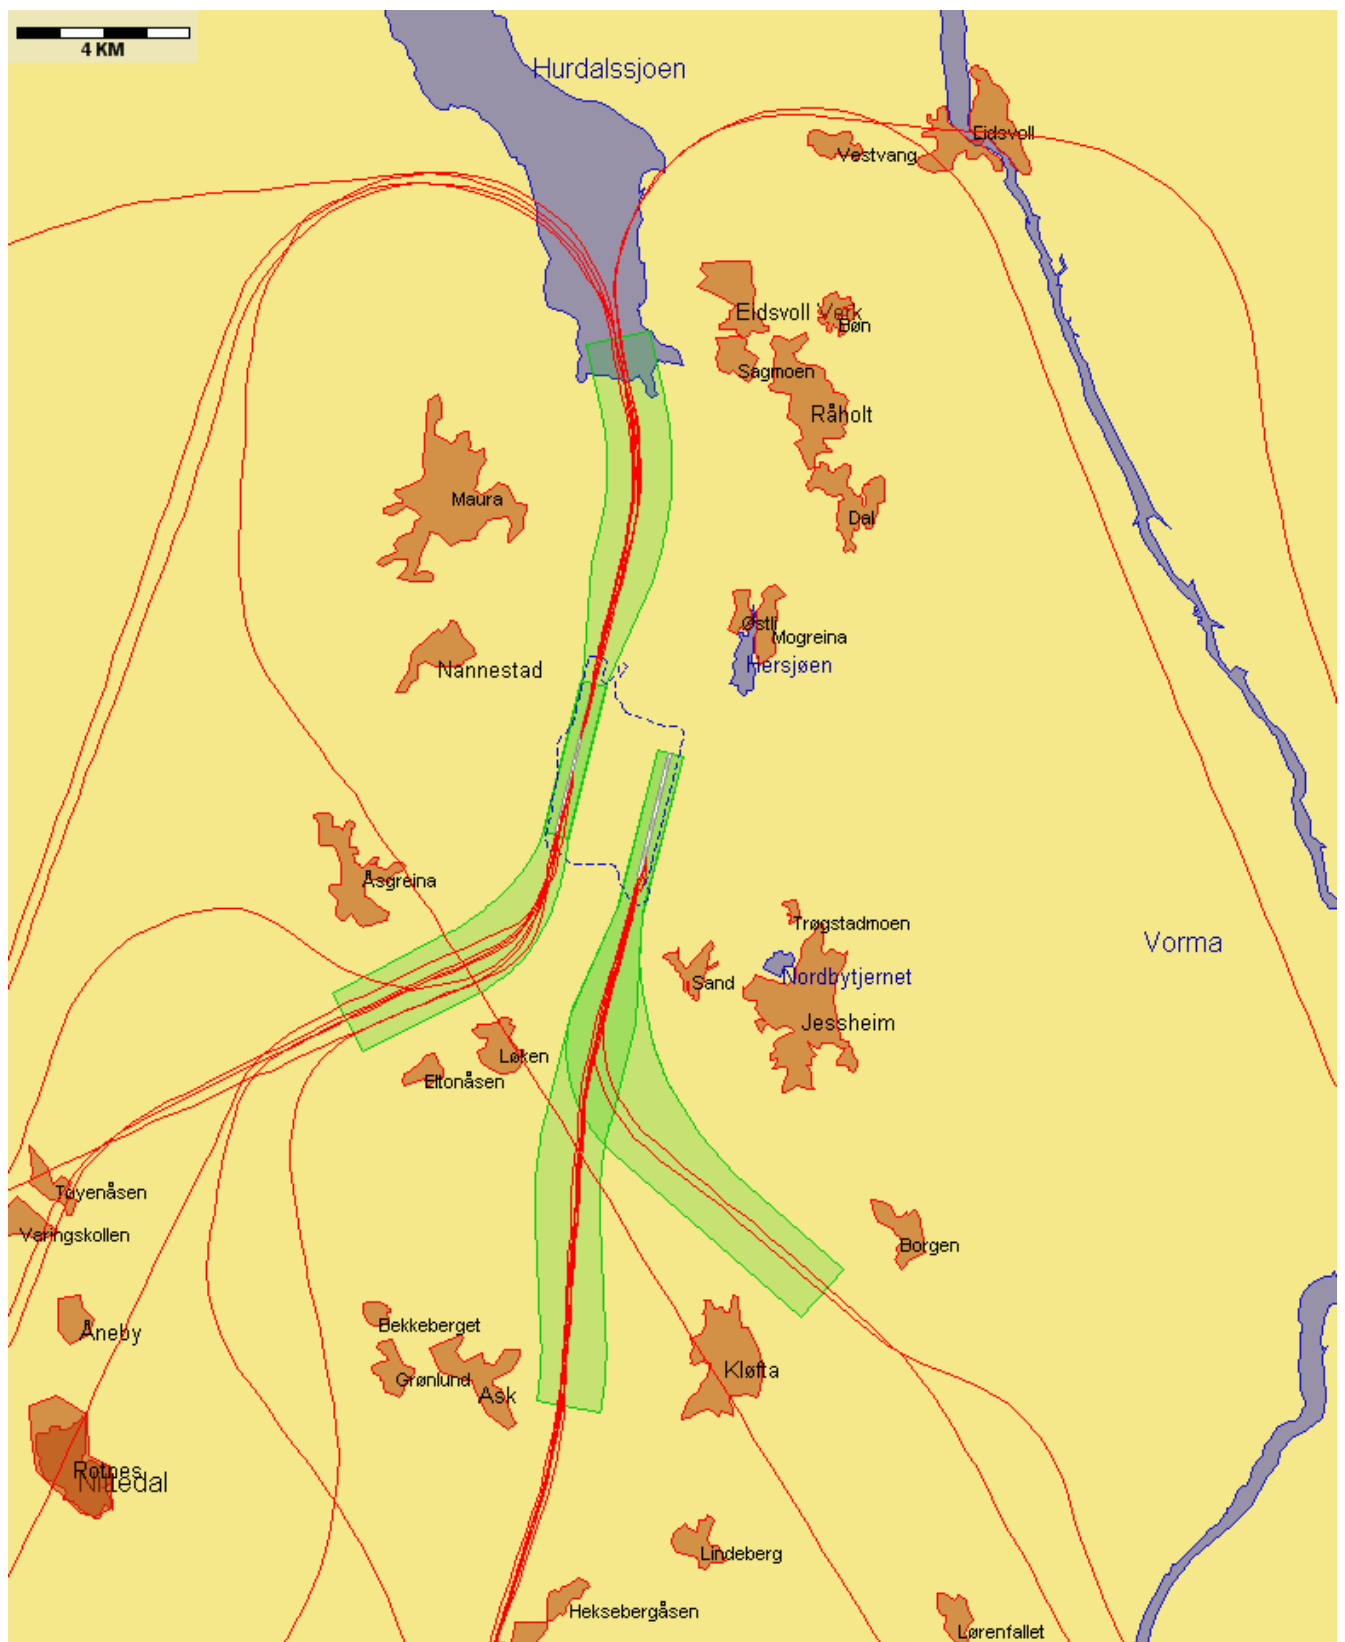 4 KM
Hurdalssjoen
Eidsvoll
Vestvang
Eidsvoll Verk
Bøn
Sagmoen
Råholt
Maura
Dal
Østli
Mogreina
Hersjøen
Nannestad
Åsgreina
Trøgstadmoen
Vorma
Nordbytjernet
Sand
Jessheim
Løken
Eltonåsen
Tøyenåsen
Varingskollen
Borgen
Bekkeberget
Åneby
Kløfta
Grønlund
Ask
Rotnes
Nittedal
Lindeberg
Heksebergåsen
Lørenfallet